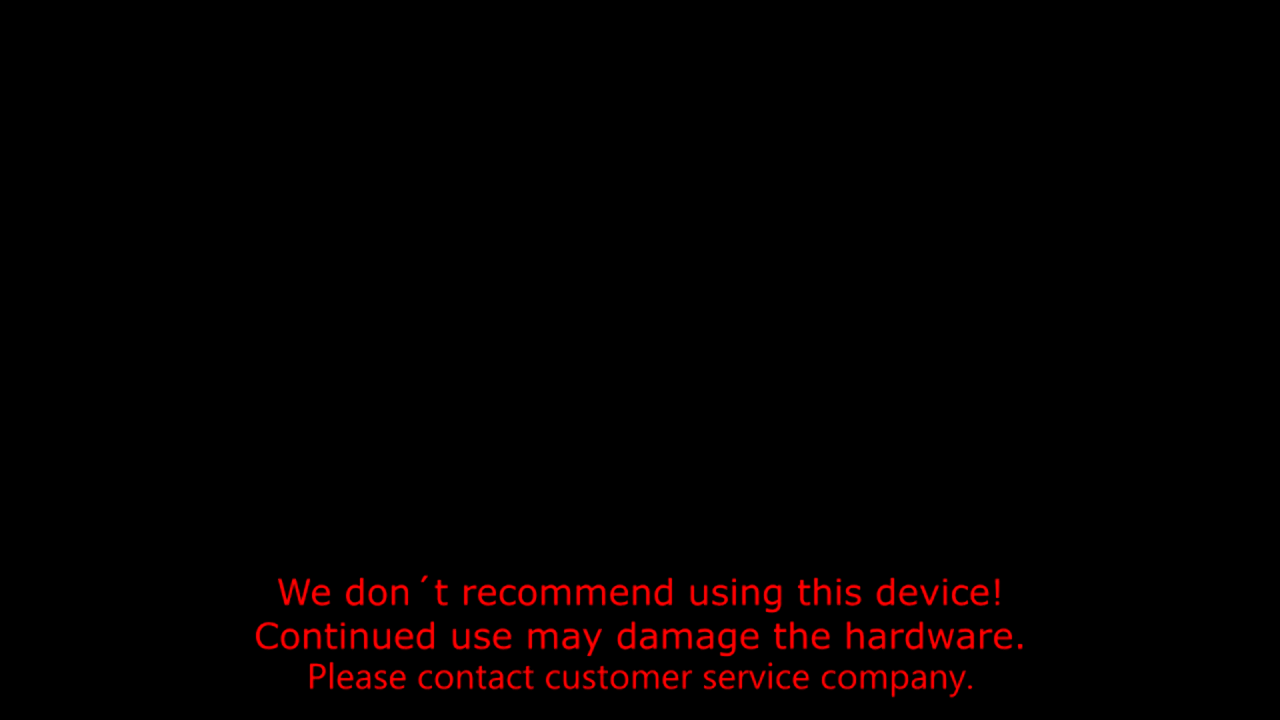 We don´t recommend using this device!
Continued use may damage the hardware.
Please contact customer service company.